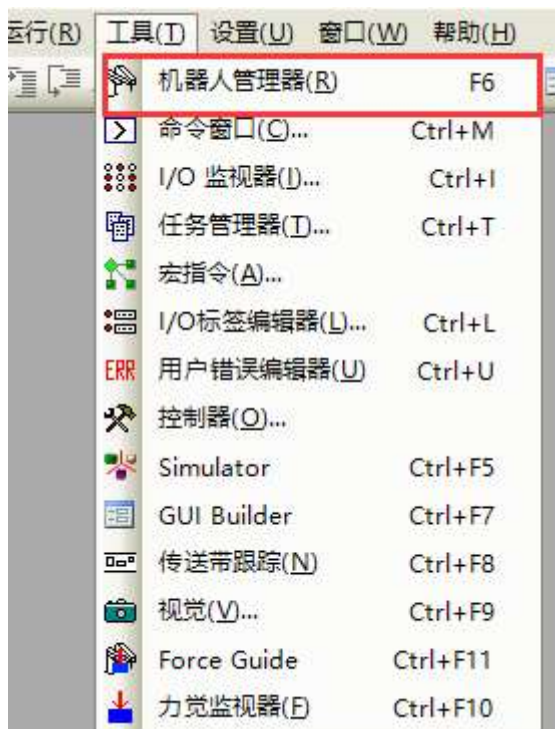 运行(R) 工具(T) 设置(U) 窗口(W) 帮助(H)
机器人管理器(R) F6
命令窗口(C)... Ctrl+M
I/O 监视器(I)... Ctrl+I
任务管理器(T)... Ctrl+T
宏指令(A)...
I/O标签编辑器(L)... Ctrl+L
ERR 用户错误编辑器(U) Ctrl+U
控制器(O)...
Simulator Ctrl+F5
GUI Builder Ctrl+F7
传送带跟踪(N) Ctrl+F8
视觉(V)... Ctrl+F9
Force Guide Ctrl+F11
力觉监视器(F) Ctrl+F10